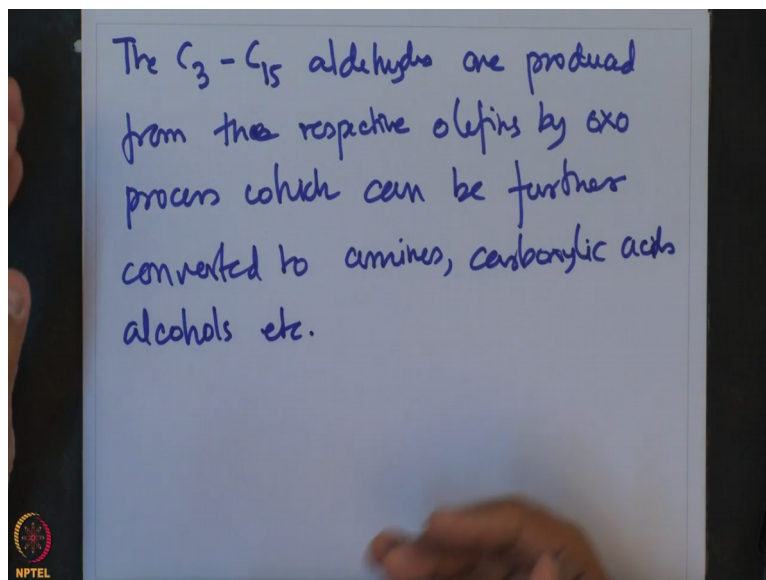 The C3 - C15 aldehydes are produced
from the respective olefins by oxo
process which can be further
converted to amines, carboxylic acids
alcohols etc.
NPTEL